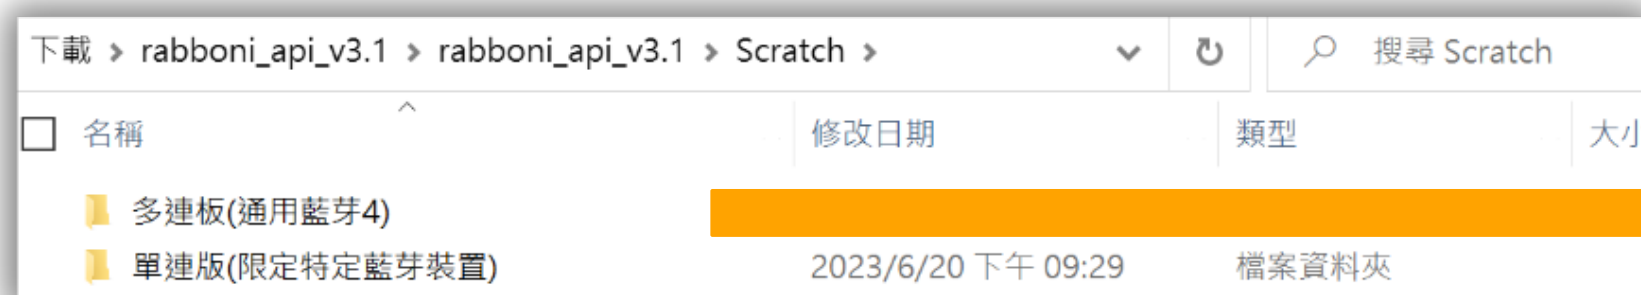 下載 > rabboni_api_v3.1 > rabboni_api_v3.1 > Scratch > 搜尋 Scratch
名稱 修改日期 類型 大小
多連板(通用藍芽4)
單連版(限定特定藍芽裝置) 2023/6/20 下午 09:29 檔案資料夾